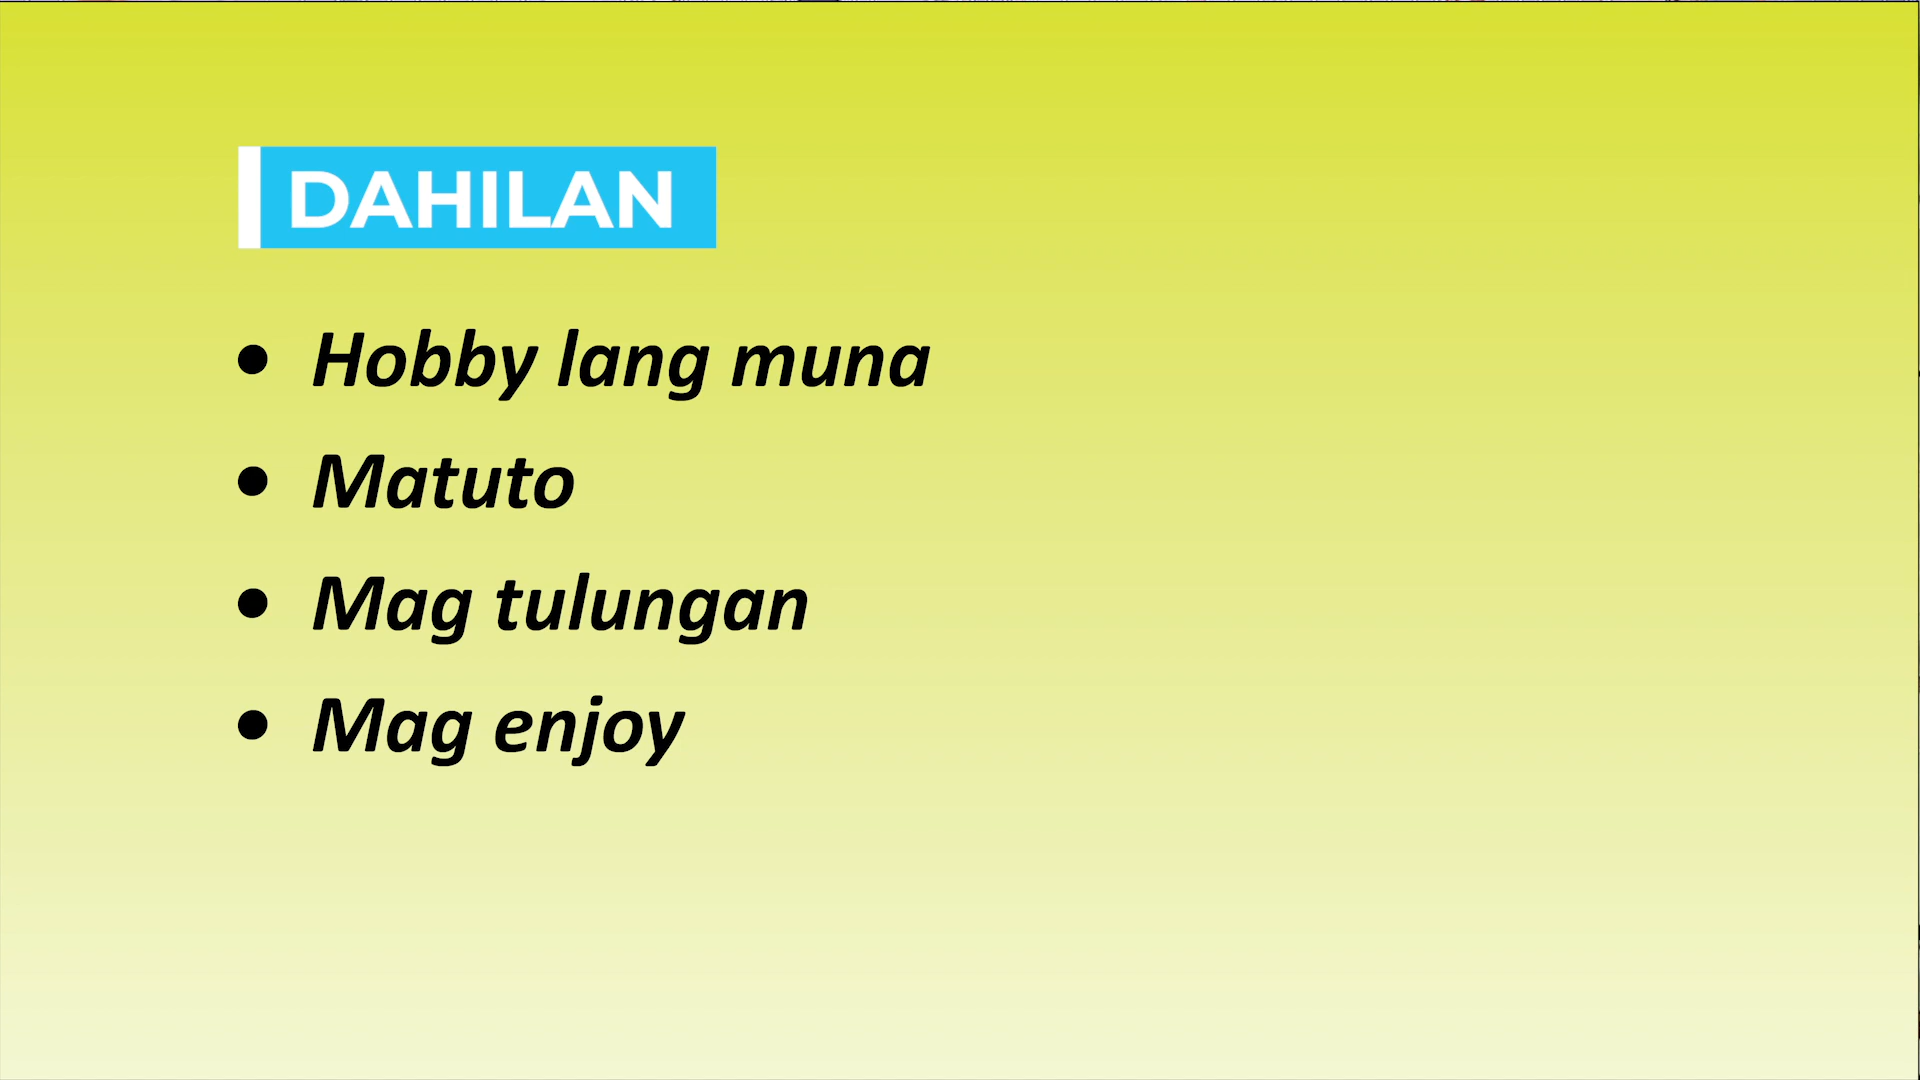 DAHILAN
• Hobby lang muna
• Matuto
• Mag tulungan
• Mag enjoy